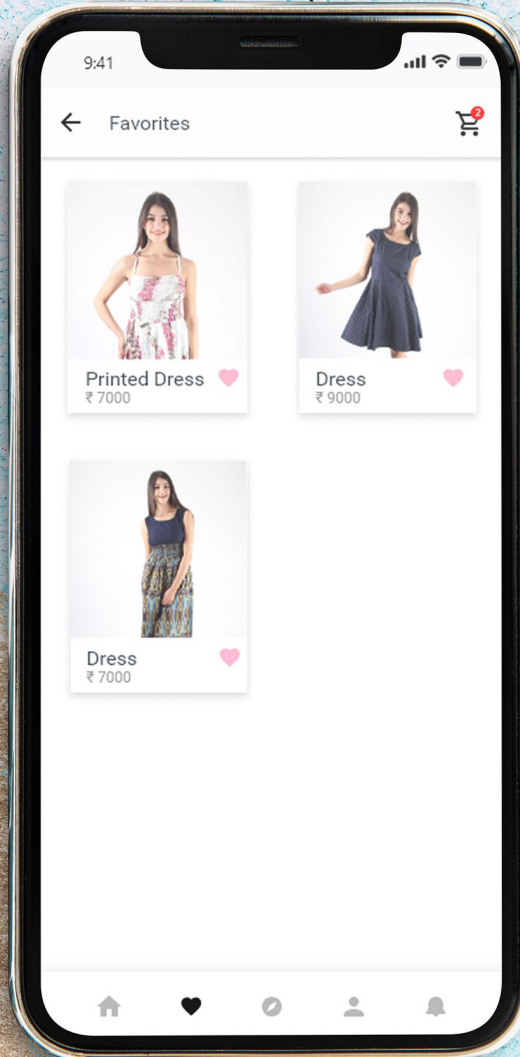 9:41
Favorites
2
Printed Dress
₹ 7000
Dress
₹ 9000
Dress
₹ 7000